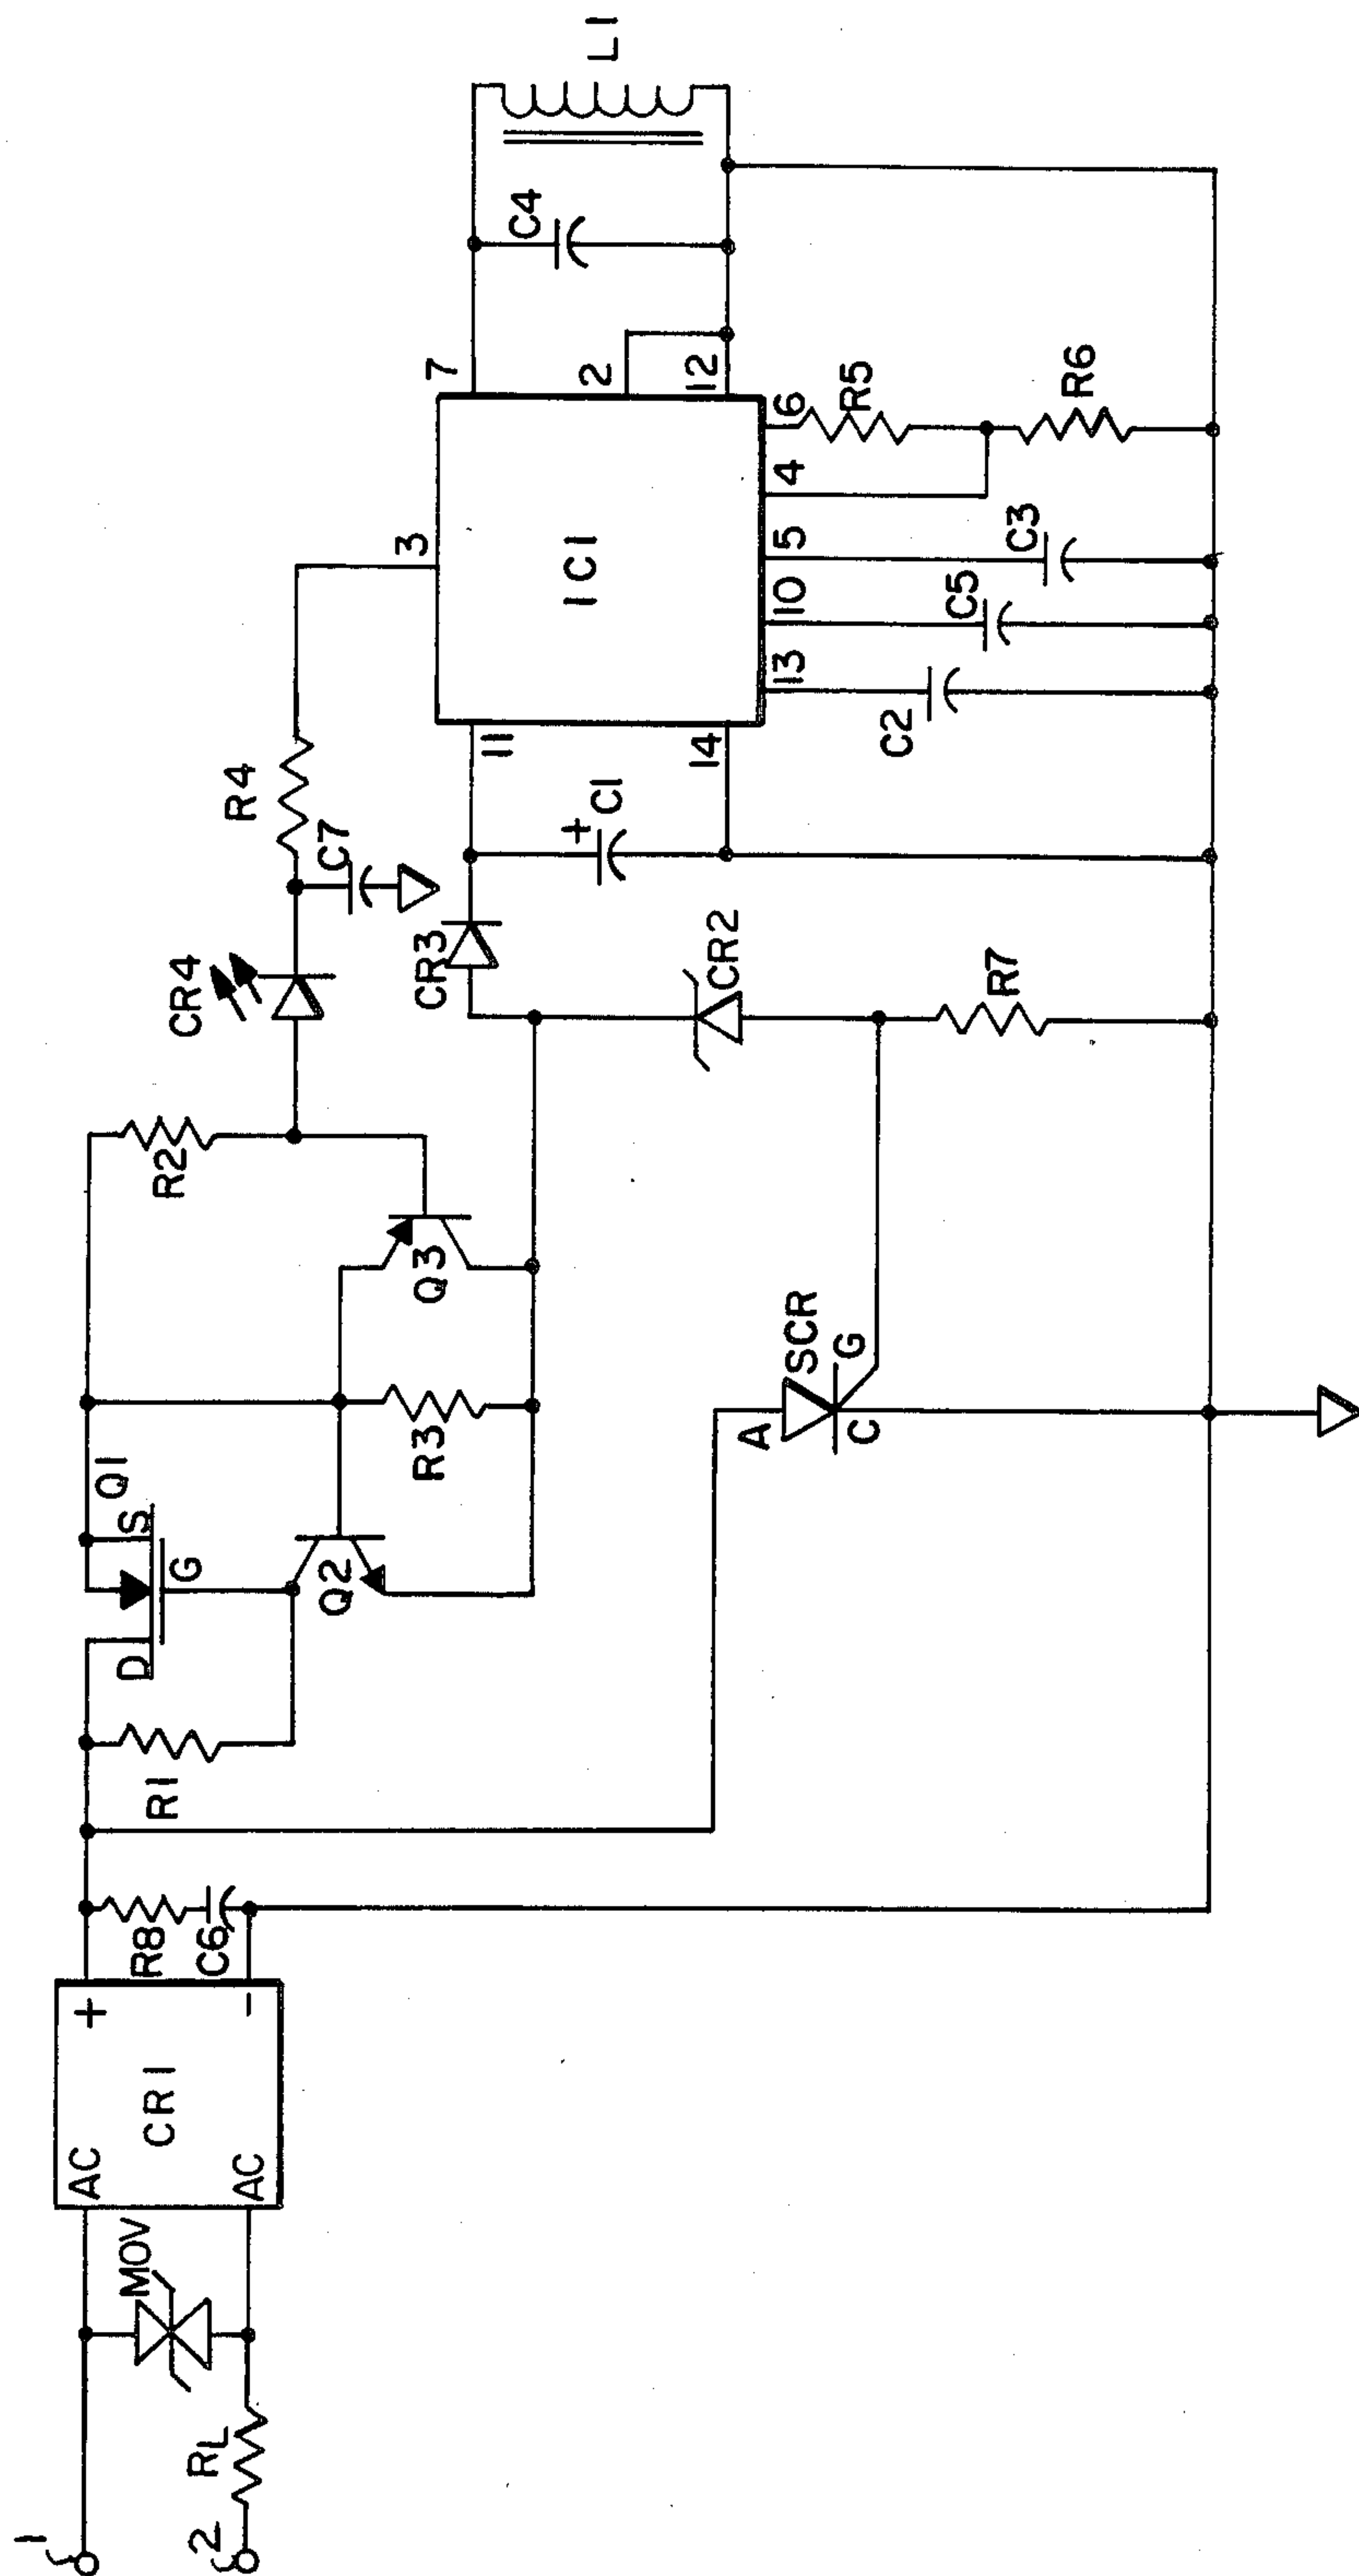 1
2
RL
MOV
AC
AC
CR1
+
-
R8
C6
R1
D
G
S
Q1
Q2
R3
Q3
R2
A
SCR
C
G
CR4
C7
R4
CR3
CR2
R7
+
C1
11
14
3
IC1
7
2
12
13
10
5
4
6
C2
C5
C3
R5
R6
C4
L1